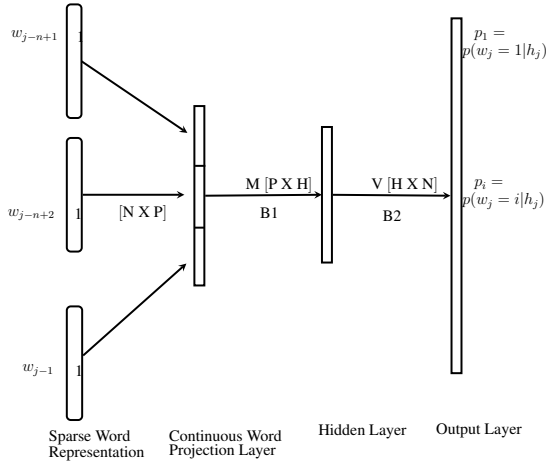 w_{j-n+1}
1
p_1 =
p(w_j = 1|h_j)
M [P X H]
V [H X N]
p_i =
p(w_j = i|h_j)
w_{j-n+2}
1
[N X P]
B1
B2
w_{j-1}
1
Sparse Word
Representation
Continuous Word
Projection Layer
Hidden Layer
Output Layer